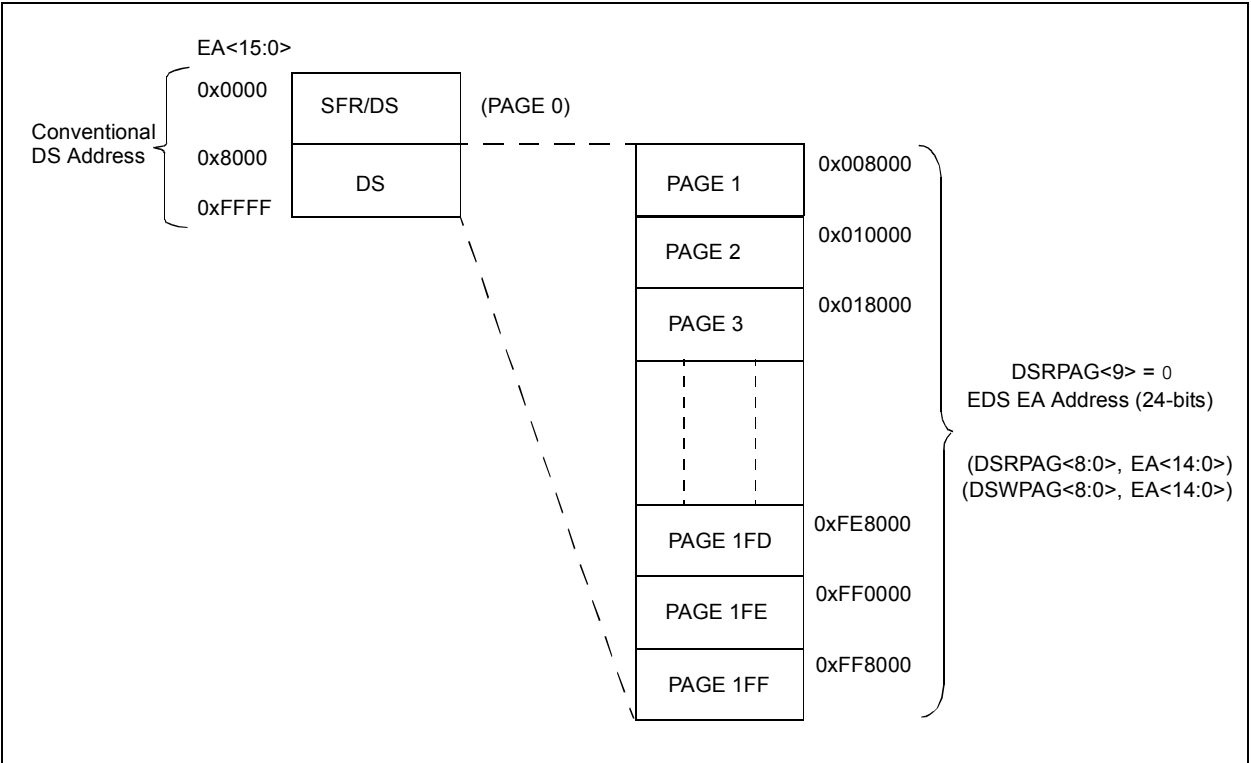 EA<15:0>
0x0000
SFR/DS
(PAGE 0)
Conventional
DS Address
0x8000
DS
0xFFFF
PAGE 1
0x008000
PAGE 2
0x010000
PAGE 3
0x018000
DSRPAG<9> = 0
EDS EA Address (24-bits)
(DSRPAG<8:0>, EA<14:0>)
(DSWPAG<8:0>, EA<14:0>)
PAGE 1FD
0xFE8000
PAGE 1FE
0xFF0000
PAGE 1FF
0xFF8000